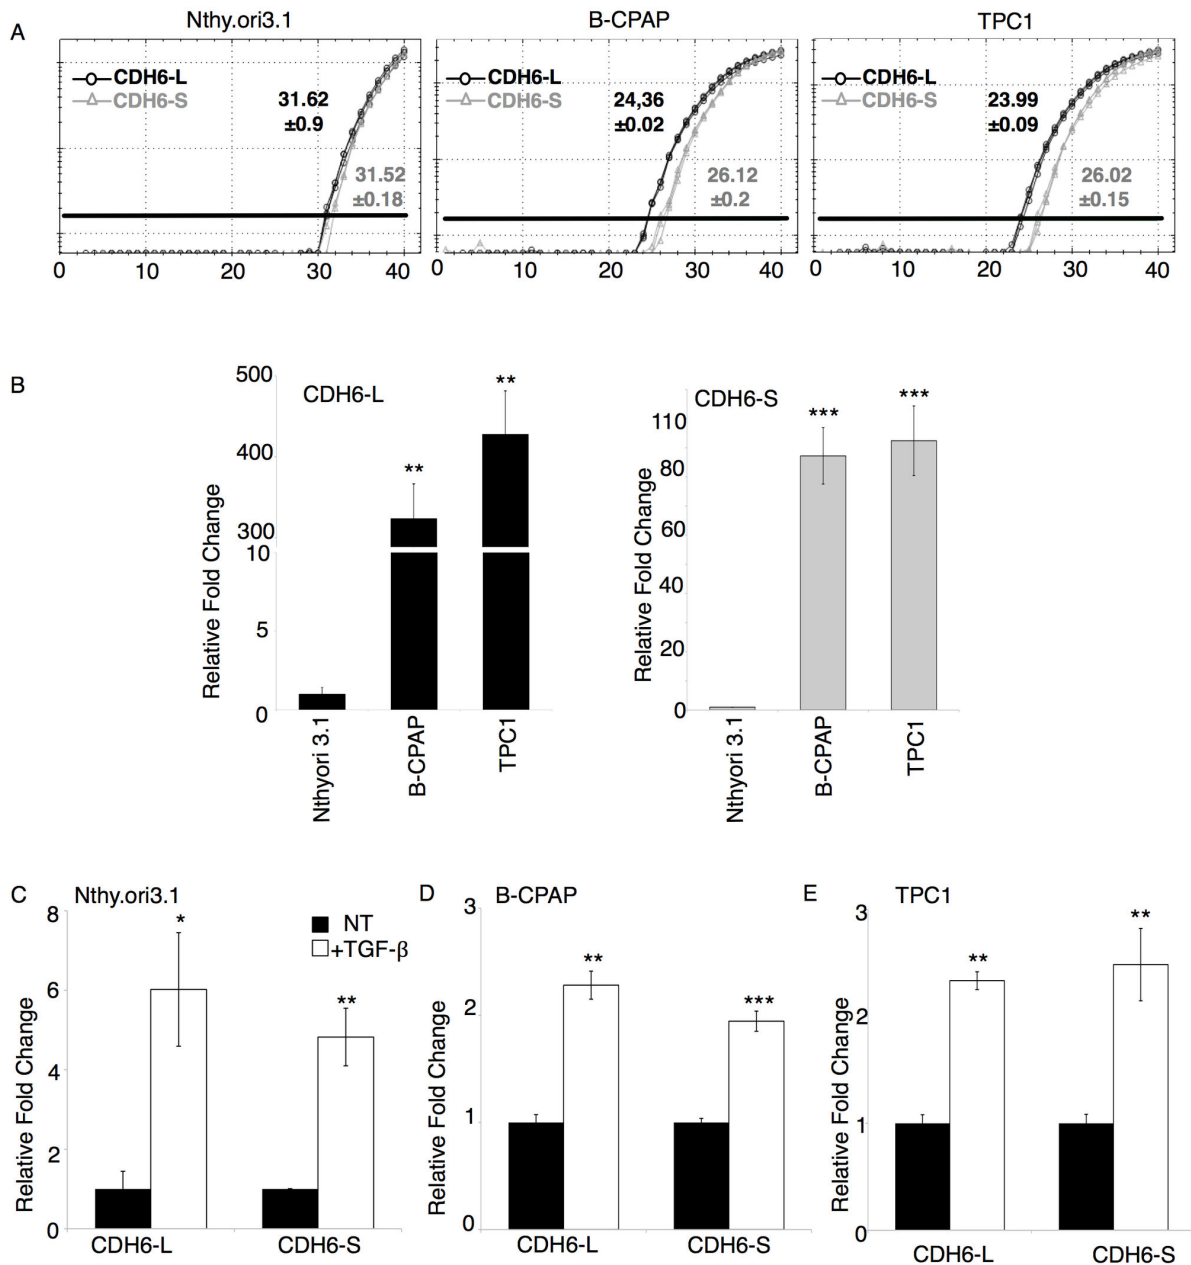 A
Nthy.ori3.1
B-CPAP
TPC1
CDH6-L
CDH6-S
31.62
±0.9
31.52
±0.18
0 10 20 30 40
CDH6-L
CDH6-S
24,36
±0.02
26.12
±0.2
0 10 20 30 40
CDH6-L
CDH6-S
23.99
±0.09
26.02
±0.15
0 10 20 30 40
B
CDH6-L
Relative Fold Change
500
400
300
10
5
0
**
**
Nthyori 3.1
B-CPAP
TPC1
CDH6-S
Relative Fold Change
110
80
60
40
20
0
***
***
Nthyori 3.1
B-CPAP
TPC1
C
Nthy.ori3.1
NT
+TGF-β
Relative Fold Change
8
6
4
2
0
*
**
CDH6-L
CDH6-S
D
B-CPAP
Relative Fold Change
3
2
1
0
**
***
CDH6-L
CDH6-S
E
TPC1
Relative Fold Change
3
2
1
0
**
**
CDH6-L
CDH6-S